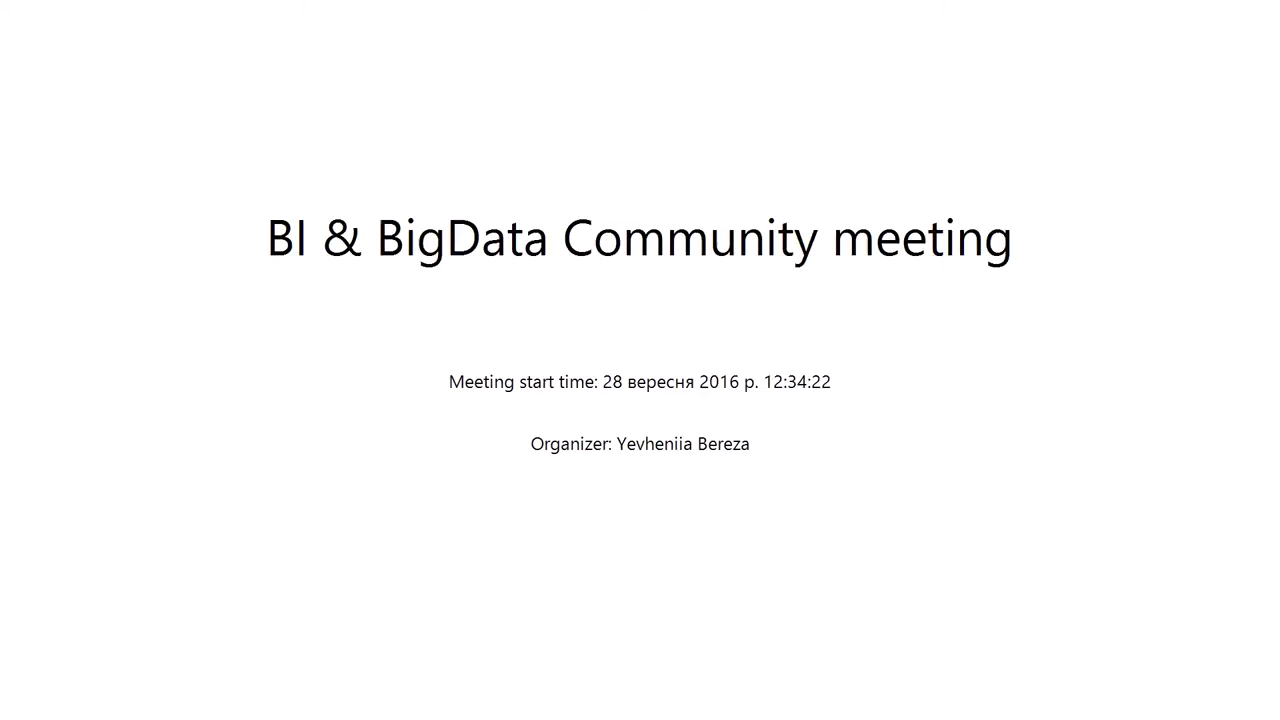 BI & BigData Community meeting
Meeting start time: 28 вересня 2016 р. 12:34:22
Organizer: Yevheniia Bereza